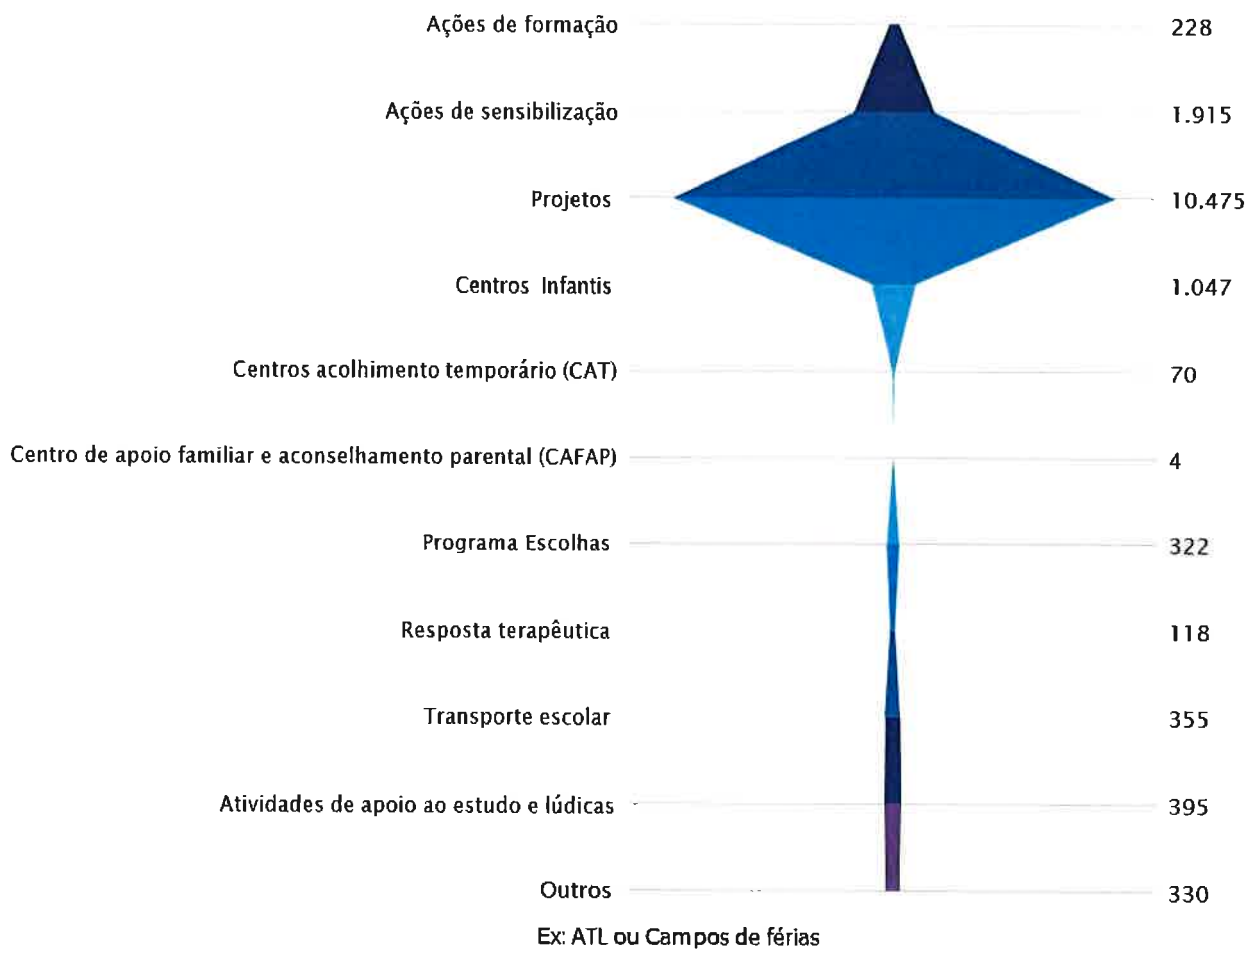 Ações de formação 228
Ações de sensibilização 1.915
Projetos 10.475
Centros Infantis 1.047
Centros acolhimento temporário (CAT) 70
Centro de apoio familiar e aconselhamento parental (CAFAP) 4
Programa Escolhas 322
Resposta terapêutica 118
Transporte escolar 355
Atividades de apoio ao estudo e lúdicas 395
Outros 330
Ex: ATL ou Campos de férias